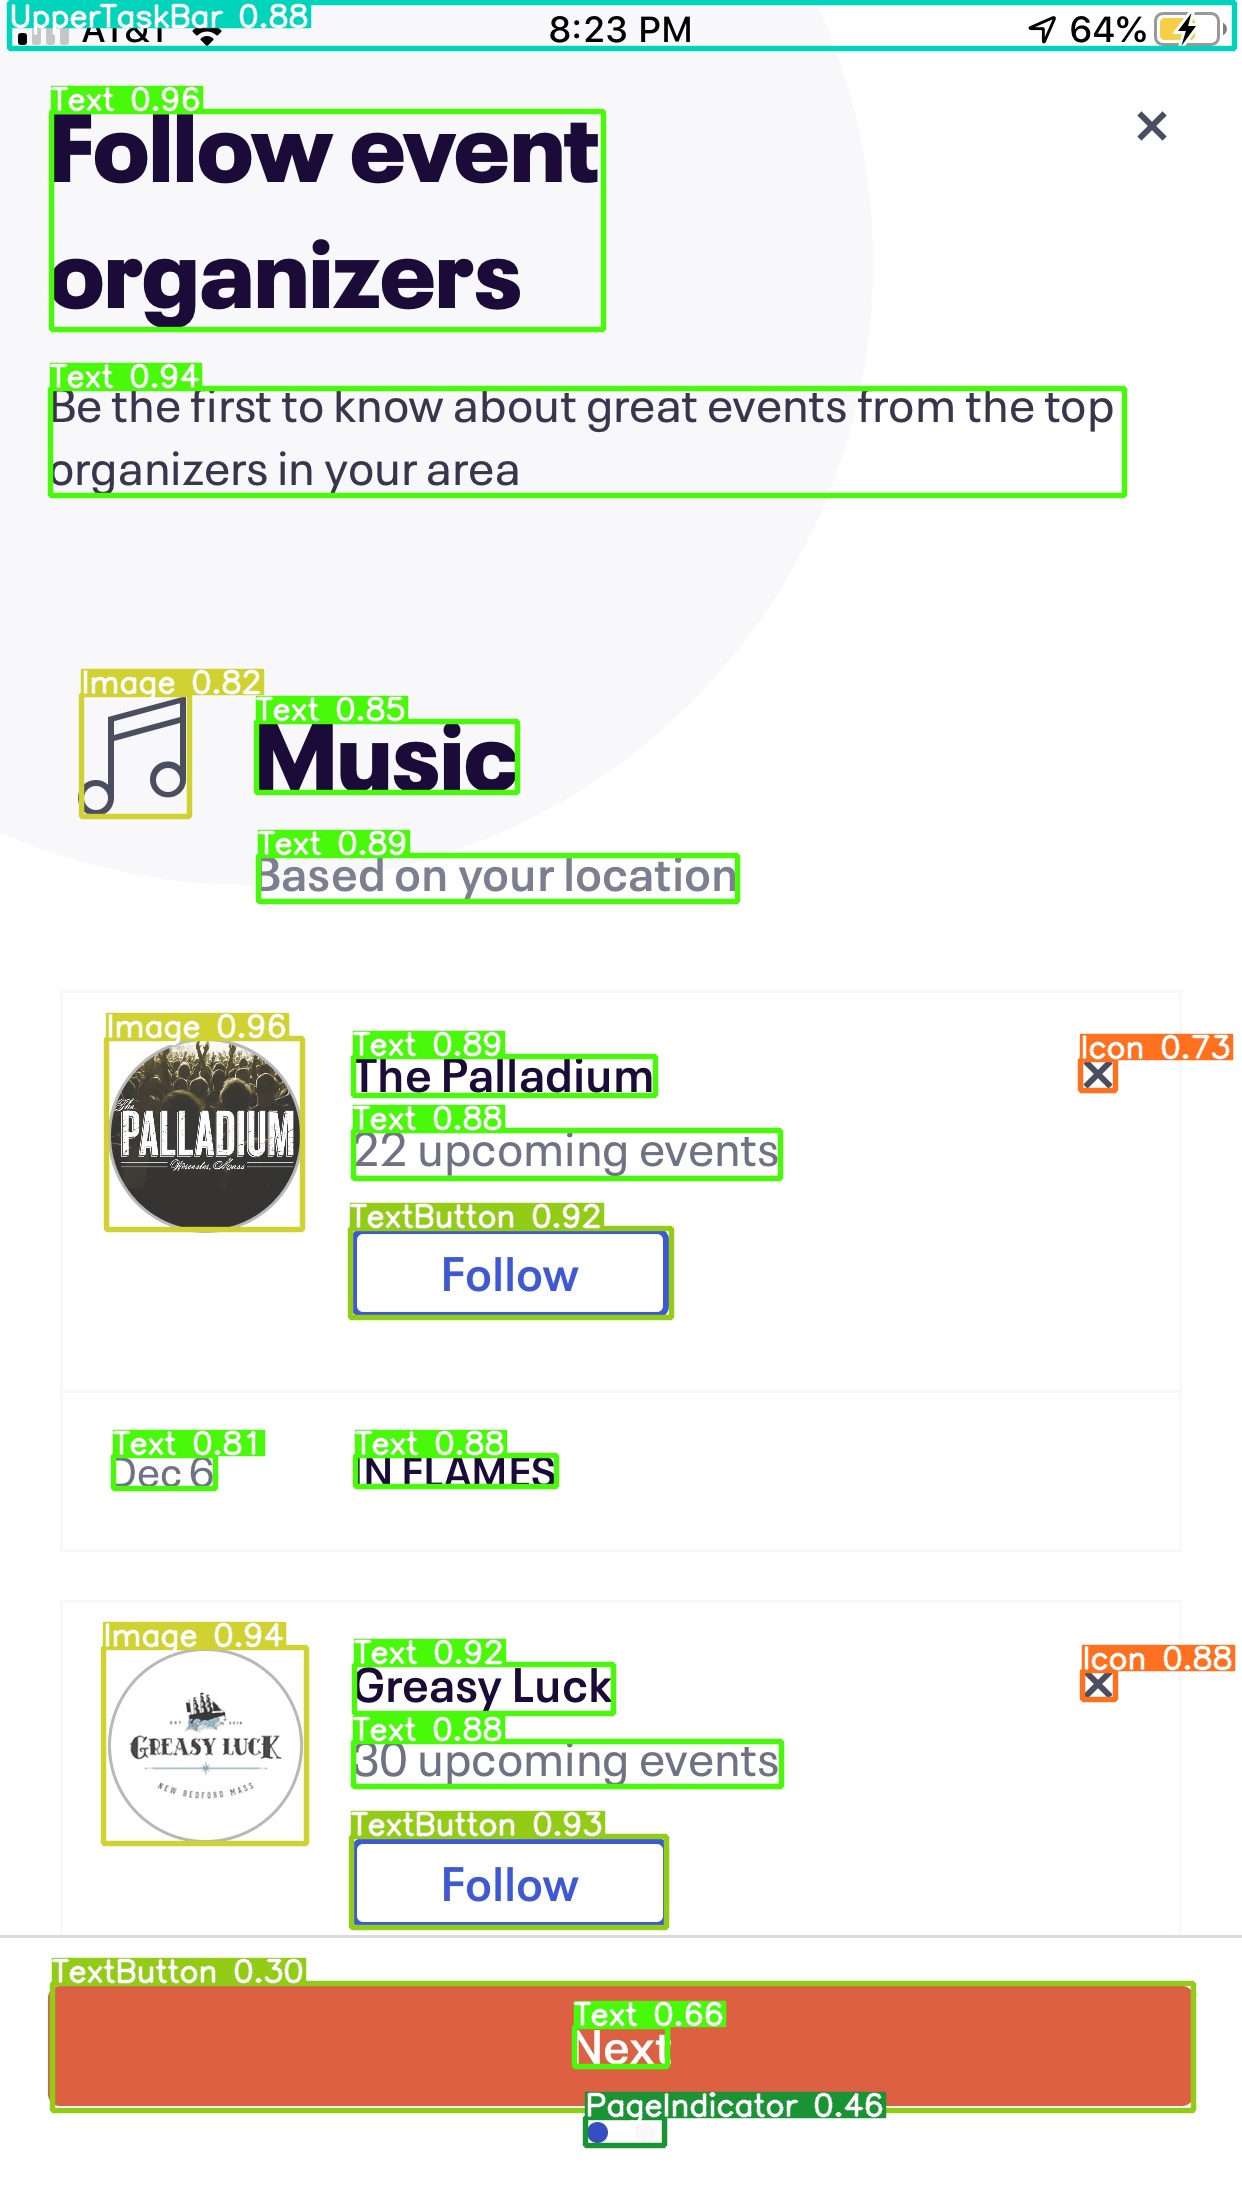 UpperTaskBar 0.88
AT&T 8:23 PM 64%
Text 0.96
Follow event
organizers
Text 0.94
Be the first to know about great events from the top
organizers in your area
Image 0.82
Text 0.85
Music
Text 0.89
Based on your location
Image 0.96
Text 0.89
Icon 0.73
The Palladium
Text 0.88
22 upcoming events
The
PALLADIUM
Worcester, Mass
TextButton 0.92
Follow
Text 0.81
Text 0.88
Dec 6
IN FLAMES
Image 0.94
Text 0.92
Icon 0.88
Greasy Luck
Text 0.88
30 upcoming events
EST 2016
GREASY LUCK
NEW BEDFORD MASS
TextButton 0.93
Follow
TextButton 0.30
Text 0.66
Next
PageIndicator 0.46